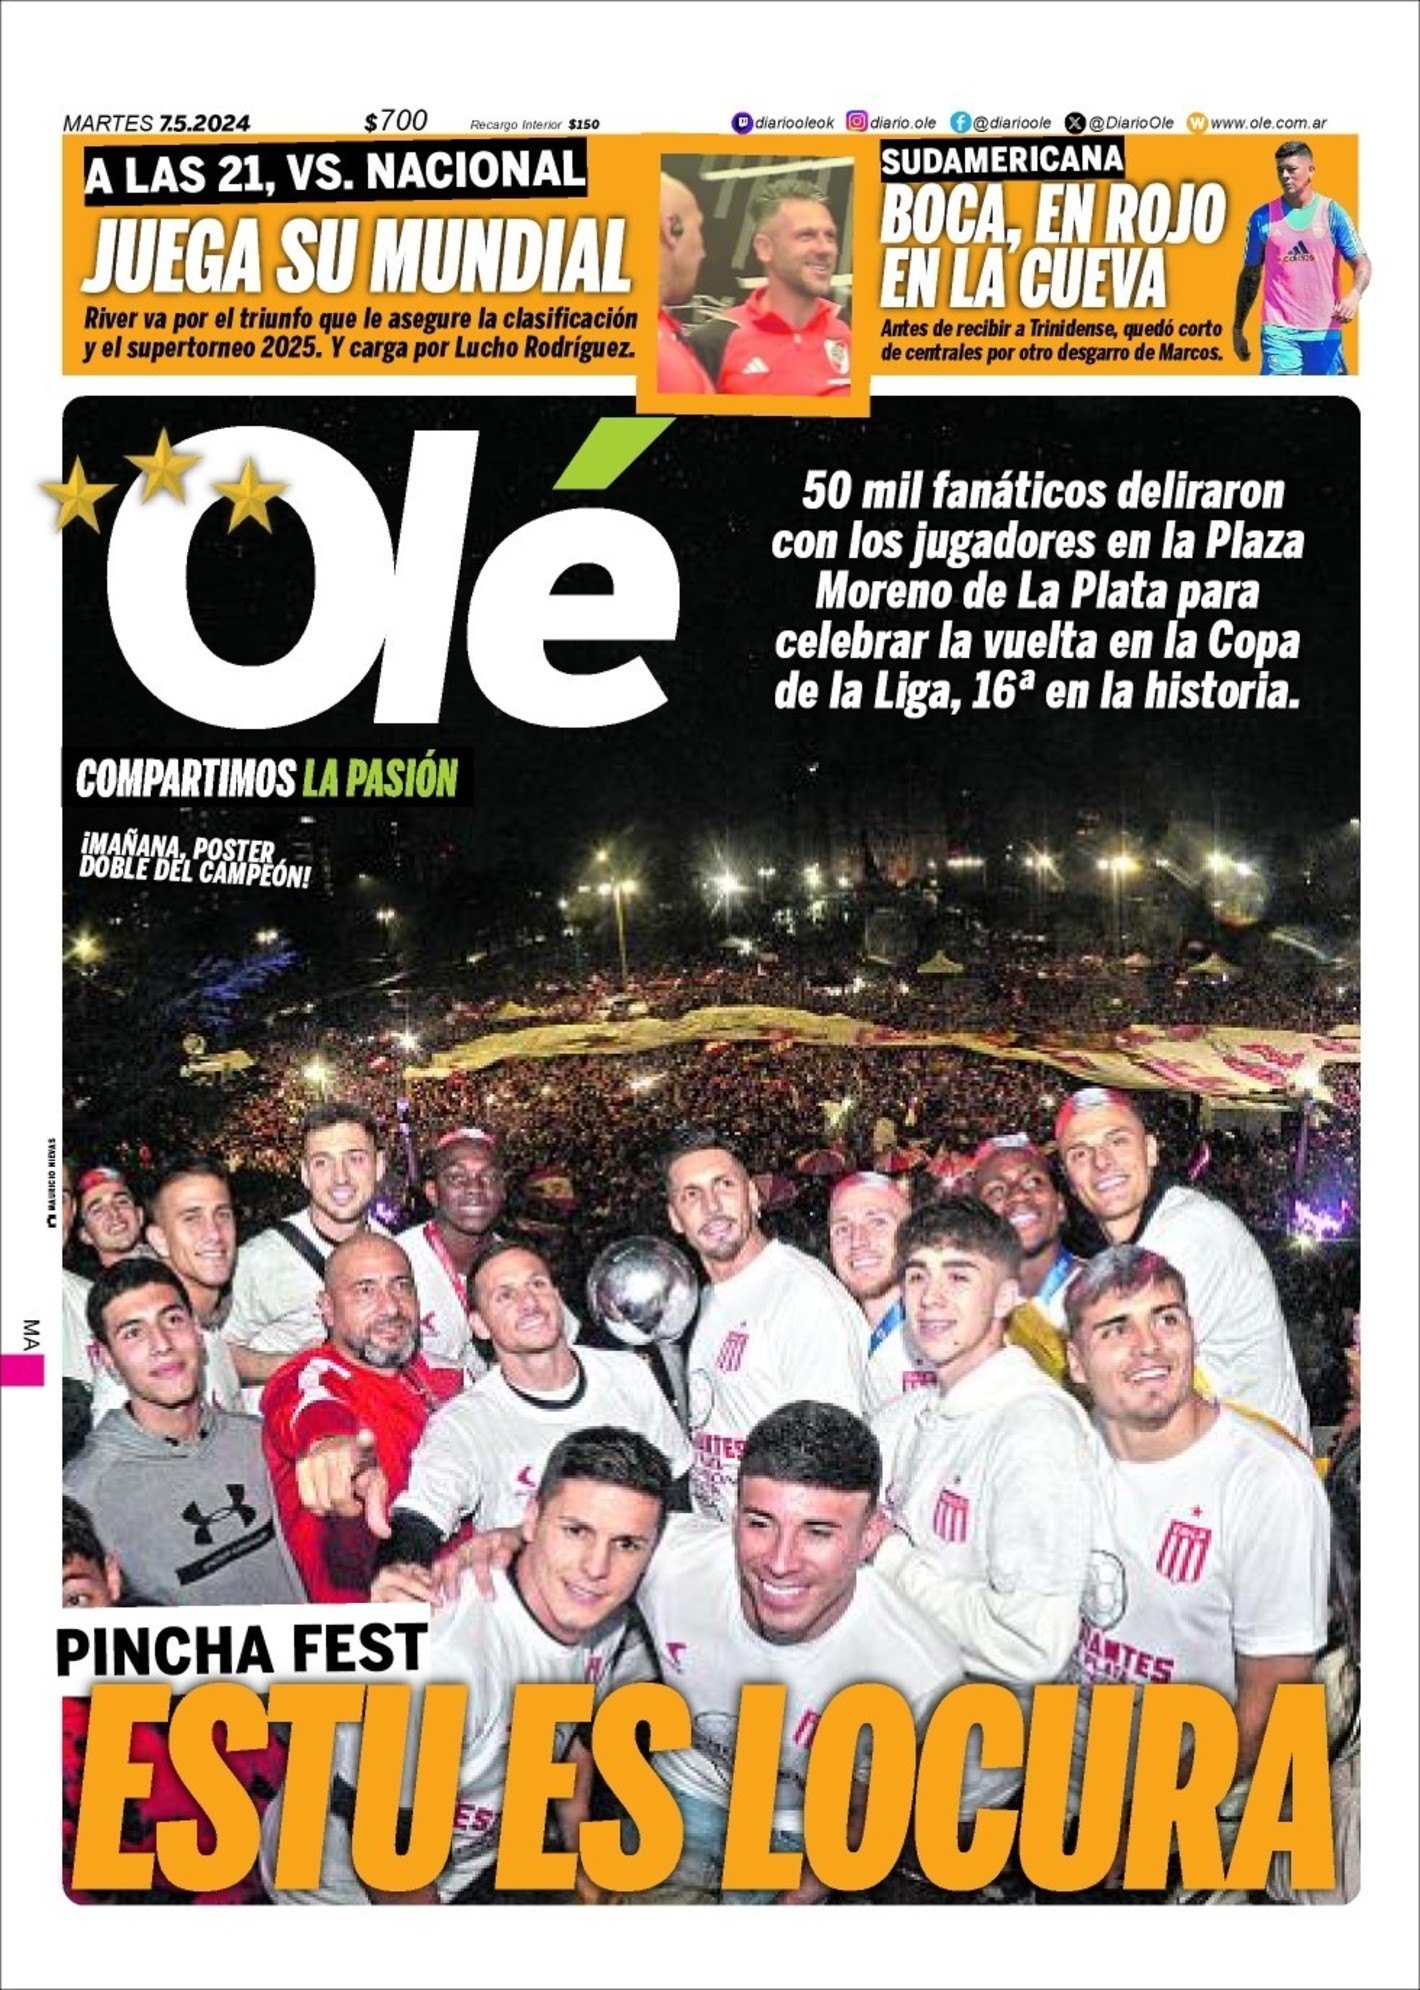 MARTES 7.5.2024
$700
Recargo Interior $150
diariooleok
diario.ole
@diarioole
@DiarioOle
www.ole.com.ar
A LAS 21, VS. NACIONAL
JUEGA SU MUNDIAL
River va por el triunfo que le asegure la clasificación
y el supertorneo 2025. Y carga por Lucho Rodríguez.
SUDAMERICANA
BOCA, EN ROJO
EN LA CUEVA
Antes de recibir a Trinidense, quedó corto
de centrales por otro desgarro de Marcos.
adidas
Olé
COMPARTIMOS LA PASIÓN
50 mil fanáticos deliraron
con los jugadores en la Plaza
Moreno de La Plata para
celebrar la vuelta en la Copa
de la Liga, 16ª en la historia.
¡MAÑANA, POSTER
DOBLE DEL CAMPEÓN!
MAURICIO NIEVAS
MA
PINCHA FEST
ESTU ES LOCURA